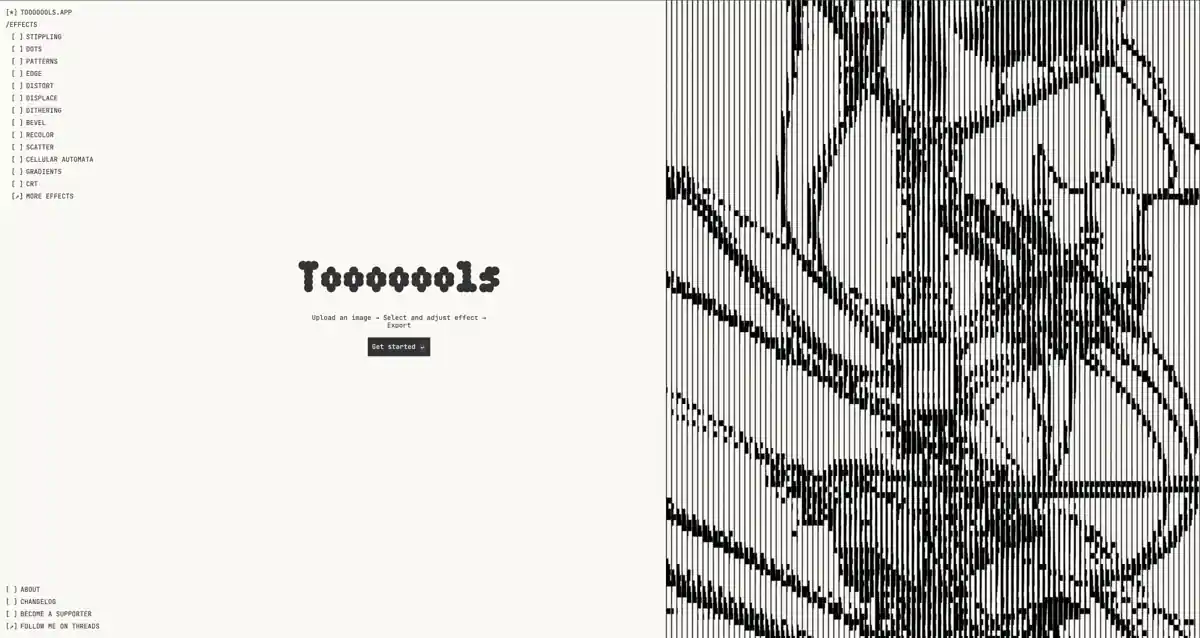 [*] TOOOOOOLS.APP
/EFFECTS
[ ] STIPPLING
[ ] DOTS
[ ] PATTERNS
[ ] EDGE
[ ] DISTORT
[ ] DISPLACE
[ ] DITHERING
[ ] BEVEL
[ ] RECOLOR
[ ] SCATTER
[ ] CELLULAR AUTOMATA
[ ] GRADIENTS
[ ] CRT
[↗] MORE EFFECTS
Tooooools
Upload an image → Select and adjust effect →
Export
Get started
[ ] ABOUT
[ ] CHANGELOG
[ ] BECOME A SUPPORTER
[↗] FOLLOW ME ON THREADS